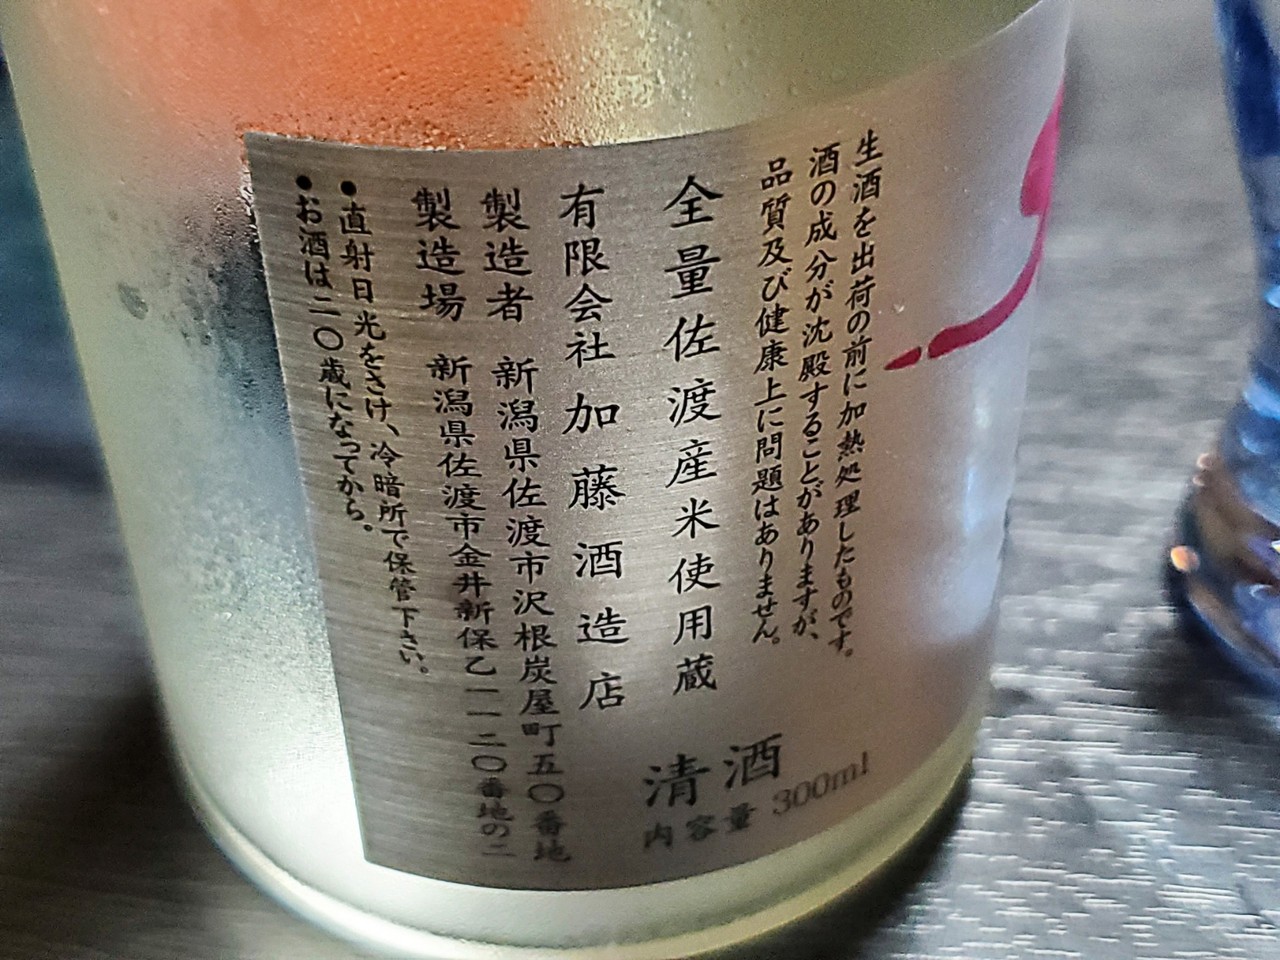 生酒を出荷の前に加熱処理したものです。
酒の成分が沈殿することがありますが、
品質及び健康上に問題はありません。
全量佐渡産米使用蔵
有限会社加藤酒造店
製造者 新潟県佐渡市沢根炭屋町五〇番地
製造場 新潟県佐渡市金井新保乙一一二〇番地の二
●直射日光をさけ、冷暗所で保管下さい。
●お酒は二〇歳になってから。
清酒
内容量 300ml